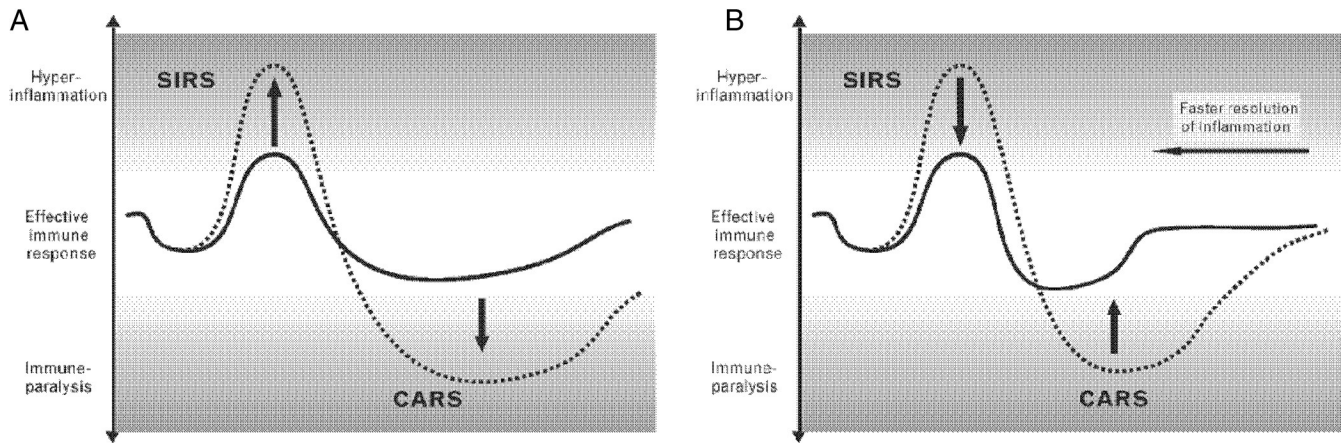 A
Hyper-
inflammation
SIRS
Effective
immune
response
Immune-
paralysis
CARS
B
Hyper-
inflammation
SIRS
Faster resolution
of inflammation
Effective
immune
response
Immune-
paralysis
CARS